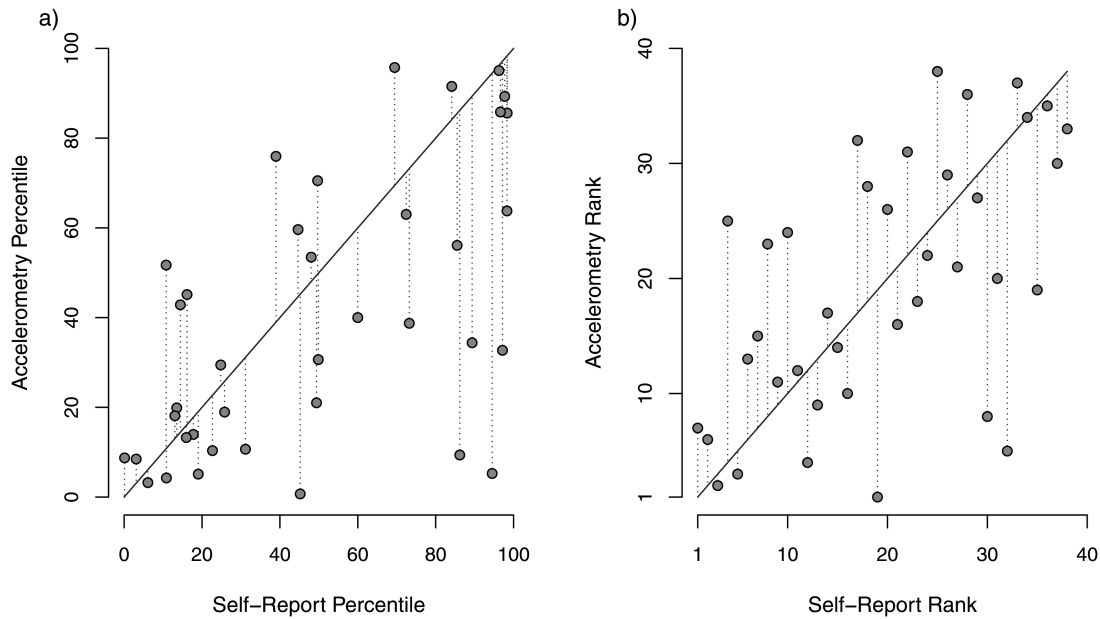 a)
Accelerometry Percentile
100
80
60
40
20
0
0 20 40 60 80 100
Self−Report Percentile
b)
Accelerometry Rank
40
30
20
10
1
1 10 20 30 40
Self−Report Rank